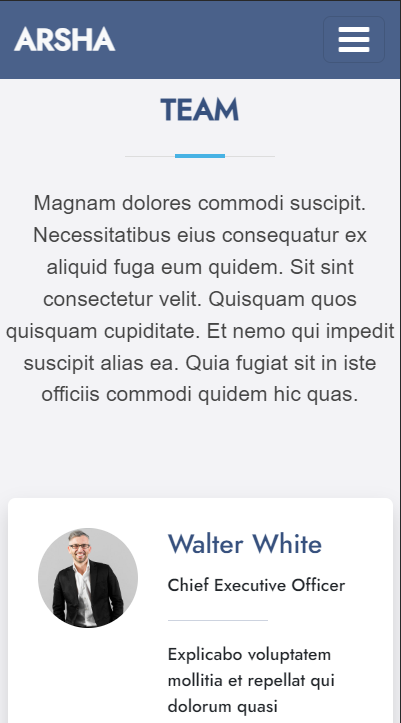 ARSHA
TEAM
Magnam dolores commodi suscipit.
Necessitatibus eius consequatur ex
aliquid fuga eum quidem. Sit sint
consectetur velit. Quisquam quos
quisquam cupiditate. Et nemo qui impedit
suscipit alias ea. Quia fugiat sit in iste
officiis commodi quidem hic quas.
Walter White
Chief Executive Officer
Explicabo voluptatem
mollitia et repellat qui
dolorum quasi